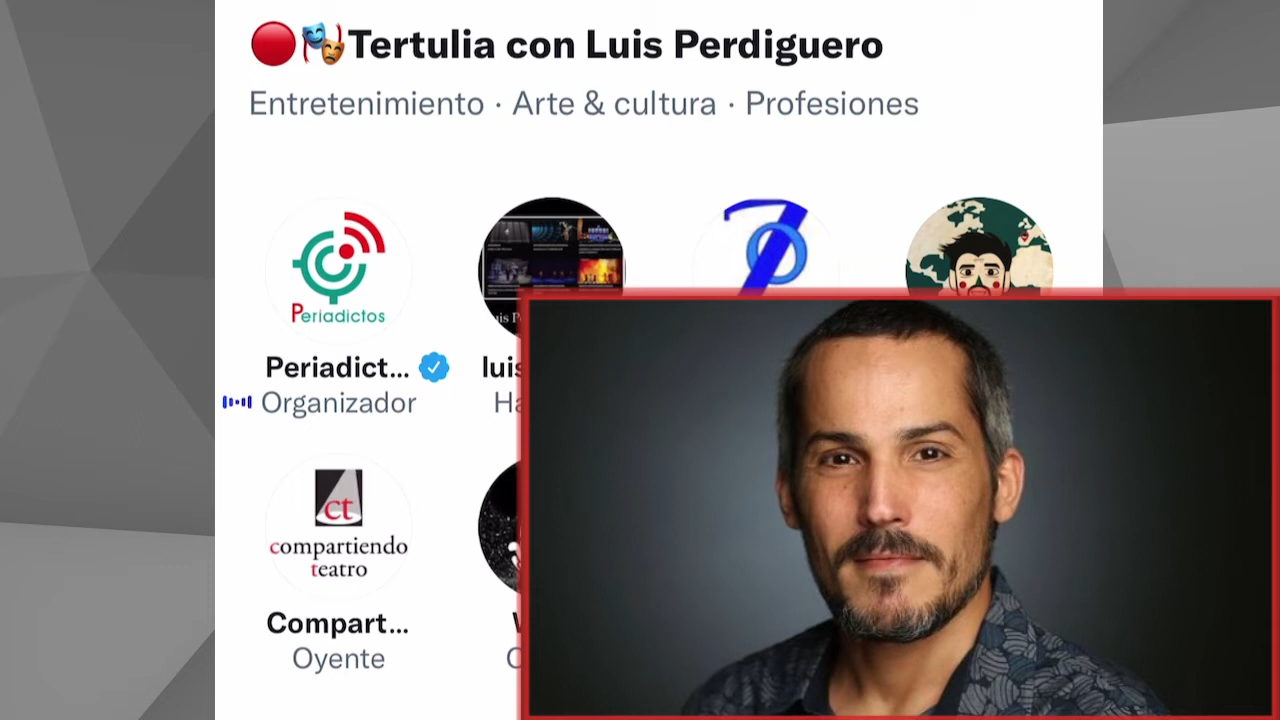 Tertulia con Luis Perdiguero
Entretenimiento · Arte & cultura · Profesiones
Periadictos
Periadict...
luis
Organizador
Ha
ct
compartiendo
teatro
Compart...
Oyente